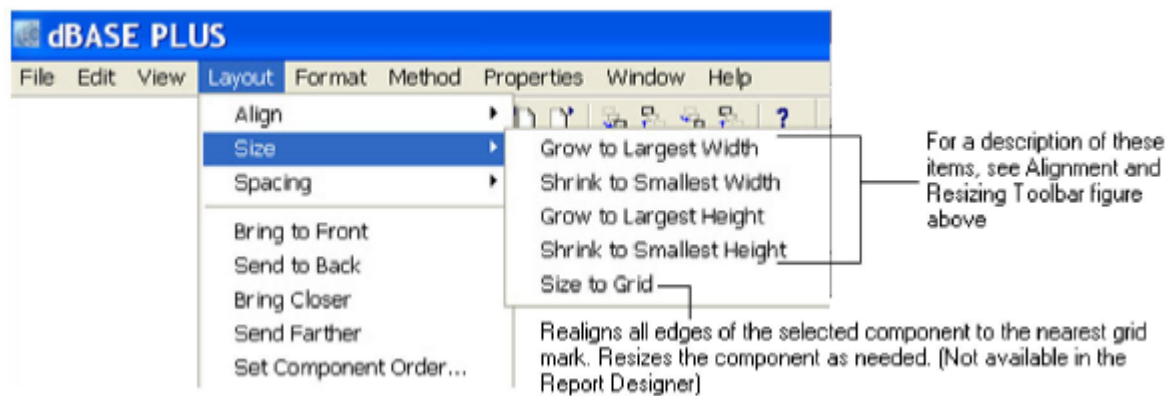 dBASE PLUS
File Edit View Layout Format Method Properties Window Help
Align
Size
Spacing
Bring to Front
Send to Back
Bring Closer
Send Farther
Set Component Order...
?
Grow to Largest Width
Shrink to Smallest Width
Grow to Largest Height
Shrink to Smallest Height
Size to Grid
For a description of these
items, see Alignment and
Resizing Toolbar figure
above
Realigns all edges of the selected component to the nearest grid
mark. Resizes the component as needed. (Not available in the
Report Designer)